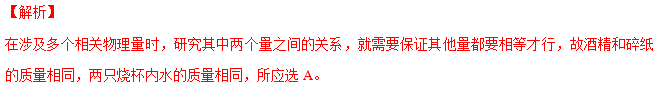 【解析】
在涉及多个相关物理量时，研究其中两个量之间的关系，就需要保证其他量都要相等才行，故酒精和碎纸
的质量相同，两只烧杯内水的质量相同，所应选 A。